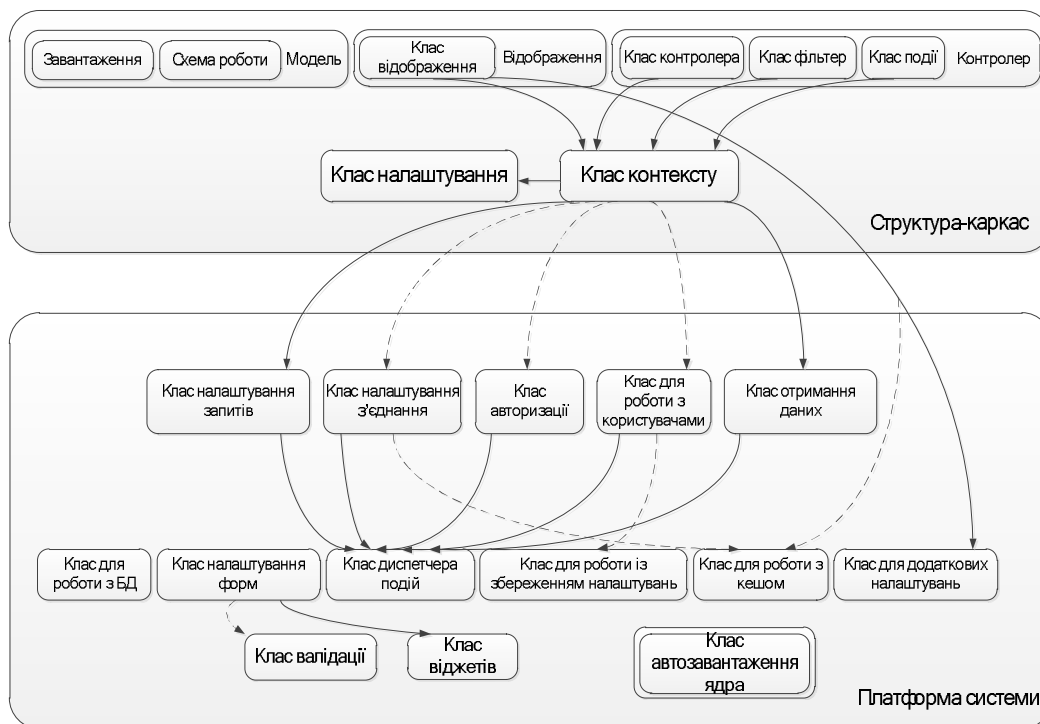 Завантаження
Схема роботи
Модель
Клас
відображення
Відображення
Клас контролера
Клас фільтер
Клас події
Контролер
Клас налаштування
Клас контексту
Структура-каркас
Клас налаштування
запитів
Клас налаштування
з'єднання
Клас
авторизації
Клас для
роботи з
користувачами
Клас отримання
даних
Клас для
роботи з БД
Клас налаштування
форм
Клас диспетчера
подій
Клас для роботи із
збереженням налаштувань
Клас для роботи з
кешом
Клас для додаткових
налаштувань
Клас валідації
Клас
віджетів
Клас
автозавантаження
ядра
Платформа системи